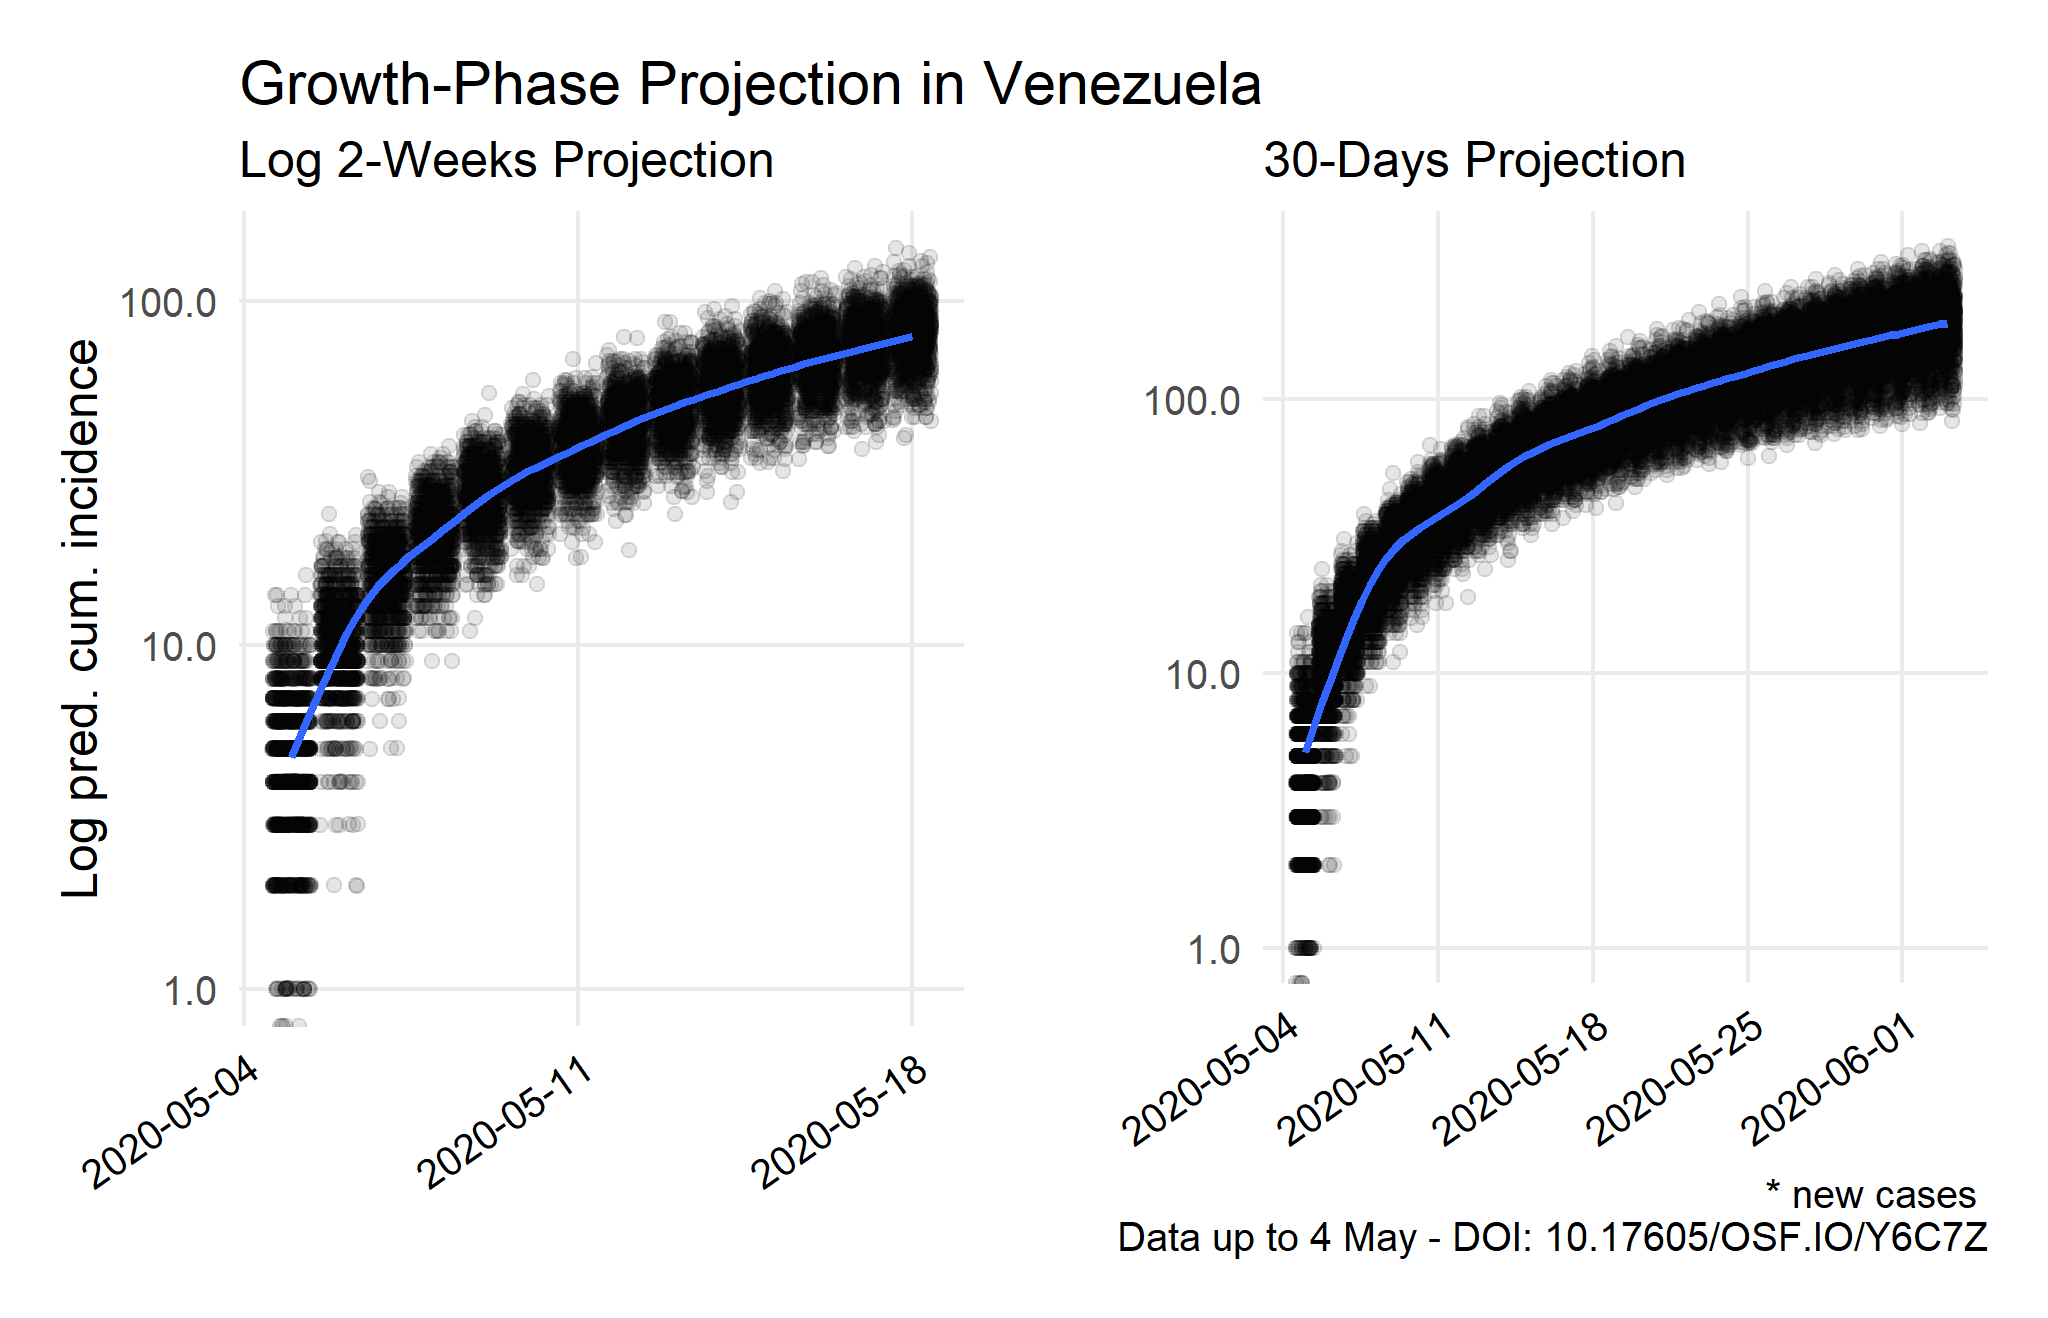 Growth-Phase Projection in Venezuela
Log 2-Weeks Projection
30-Days Projection
Log pred. cum. incidence
100.0
10.0
1.0
2020-05-04
2020-05-11
2020-05-18
100.0
10.0
1.0
2020-05-04
2020-05-11
2020-05-18
2020-05-25
2020-06-01
* new cases
Data up to 4 May - DOI: 10.17605/OSF.IO/Y6C7Z